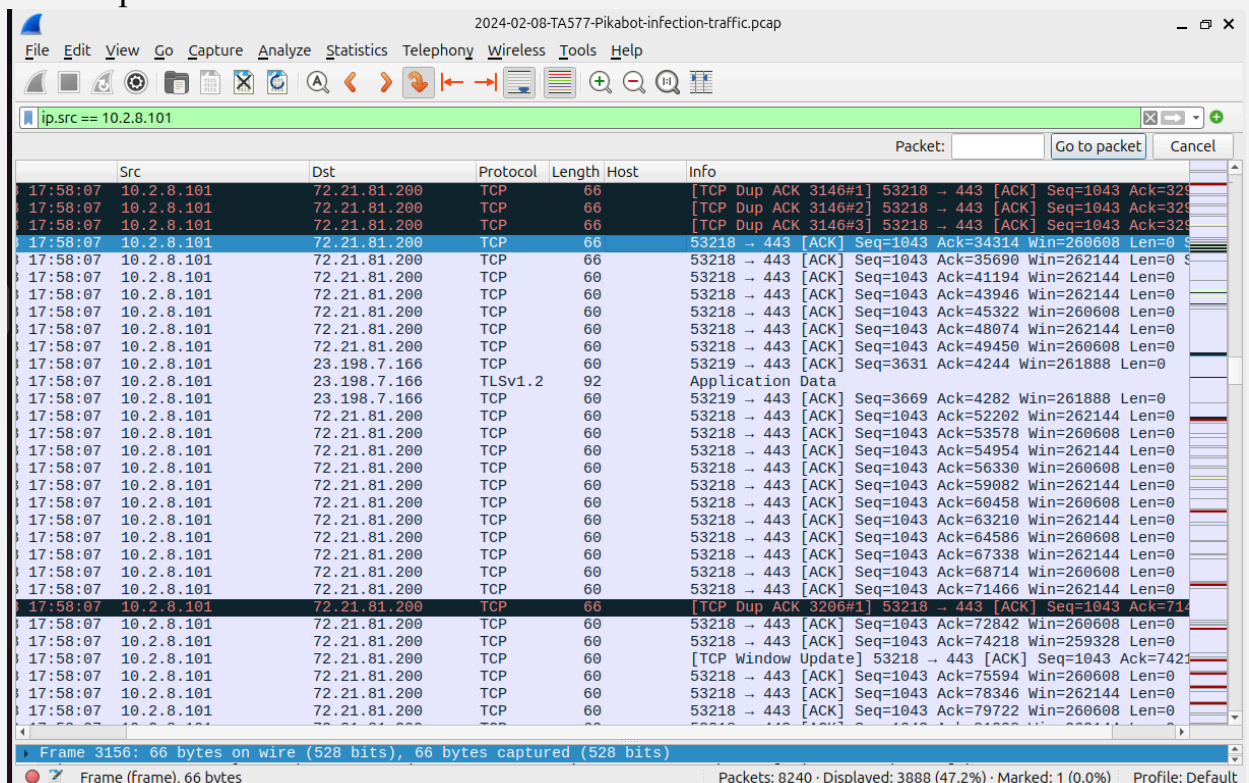 2024-02-08-TA577-Pikabot-infection-traffic.pcap
File Edit View Go Capture Analyze Statistics Telephony Wireless Tools Help
ip.src == 10.2.8.101
Packet: Go to packet Cancel
Src Dst Protocol Length Host Info
17:58:07 10.2.8.101 72.21.81.200 TCP 66 [TCP Dup ACK 3146#1] 53218 → 443 [ACK] Seq=1043 Ack=329
17:58:07 10.2.8.101 72.21.81.200 TCP 66 [TCP Dup ACK 3146#2] 53218 → 443 [ACK] Seq=1043 Ack=329
17:58:07 10.2.8.101 72.21.81.200 TCP 66 [TCP Dup ACK 3146#3] 53218 → 443 [ACK] Seq=1043 Ack=329
17:58:07 10.2.8.101 72.21.81.200 TCP 66 53218 → 443 [ACK] Seq=1043 Ack=34314 Win=260608 Len=0 S
17:58:07 10.2.8.101 72.21.81.200 TCP 66 53218 → 443 [ACK] Seq=1043 Ack=35690 Win=262144 Len=0 S
17:58:07 10.2.8.101 72.21.81.200 TCP 60 53218 → 443 [ACK] Seq=1043 Ack=41194 Win=262144 Len=0
17:58:07 10.2.8.101 72.21.81.200 TCP 60 53218 → 443 [ACK] Seq=1043 Ack=43946 Win=262144 Len=0
17:58:07 10.2.8.101 72.21.81.200 TCP 60 53218 → 443 [ACK] Seq=1043 Ack=45322 Win=260608 Len=0
17:58:07 10.2.8.101 72.21.81.200 TCP 60 53218 → 443 [ACK] Seq=1043 Ack=48074 Win=262144 Len=0
17:58:07 10.2.8.101 72.21.81.200 TCP 60 53218 → 443 [ACK] Seq=1043 Ack=49450 Win=260608 Len=0
17:58:07 10.2.8.101 23.198.7.166 TCP 60 53219 → 443 [ACK] Seq=3631 Ack=4244 Win=261888 Len=0
17:58:07 10.2.8.101 23.198.7.166 TLSv1.2 92 Application Data
17:58:07 10.2.8.101 23.198.7.166 TCP 60 53219 → 443 [ACK] Seq=3669 Ack=4282 Win=261888 Len=0
17:58:07 10.2.8.101 72.21.81.200 TCP 60 53218 → 443 [ACK] Seq=1043 Ack=52202 Win=262144 Len=0
17:58:07 10.2.8.101 72.21.81.200 TCP 60 53218 → 443 [ACK] Seq=1043 Ack=53578 Win=260608 Len=0
17:58:07 10.2.8.101 72.21.81.200 TCP 60 53218 → 443 [ACK] Seq=1043 Ack=54954 Win=262144 Len=0
17:58:07 10.2.8.101 72.21.81.200 TCP 60 53218 → 443 [ACK] Seq=1043 Ack=56330 Win=260608 Len=0
17:58:07 10.2.8.101 72.21.81.200 TCP 60 53218 → 443 [ACK] Seq=1043 Ack=59082 Win=262144 Len=0
17:58:07 10.2.8.101 72.21.81.200 TCP 60 53218 → 443 [ACK] Seq=1043 Ack=60458 Win=260608 Len=0
17:58:07 10.2.8.101 72.21.81.200 TCP 60 53218 → 443 [ACK] Seq=1043 Ack=63210 Win=262144 Len=0
17:58:07 10.2.8.101 72.21.81.200 TCP 60 53218 → 443 [ACK] Seq=1043 Ack=64586 Win=260608 Len=0
17:58:07 10.2.8.101 72.21.81.200 TCP 60 53218 → 443 [ACK] Seq=1043 Ack=67338 Win=262144 Len=0
17:58:07 10.2.8.101 72.21.81.200 TCP 60 53218 → 443 [ACK] Seq=1043 Ack=68714 Win=260608 Len=0
17:58:07 10.2.8.101 72.21.81.200 TCP 60 53218 → 443 [ACK] Seq=1043 Ack=71466 Win=262144 Len=0
17:58:07 10.2.8.101 72.21.81.200 TCP 66 [TCP Dup ACK 3206#1] 53218 → 443 [ACK] Seq=1043 Ack=714
17:58:07 10.2.8.101 72.21.81.200 TCP 60 53218 → 443 [ACK] Seq=1043 Ack=72842 Win=260608 Len=0
17:58:07 10.2.8.101 72.21.81.200 TCP 60 53218 → 443 [ACK] Seq=1043 Ack=74218 Win=259328 Len=0
17:58:07 10.2.8.101 72.21.81.200 TCP 60 [TCP Window Update] 53218 → 443 [ACK] Seq=1043 Ack=7421
17:58:07 10.2.8.101 72.21.81.200 TCP 60 53218 → 443 [ACK] Seq=1043 Ack=75594 Win=260608 Len=0
17:58:07 10.2.8.101 72.21.81.200 TCP 60 53218 → 443 [ACK] Seq=1043 Ack=78346 Win=262144 Len=0
17:58:07 10.2.8.101 72.21.81.200 TCP 60 53218 → 443 [ACK] Seq=1043 Ack=79722 Win=260608 Len=0
Frame 3156: 66 bytes on wire (528 bits), 66 bytes captured (528 bits)
Frame (frame), 66 bytes Packets: 8240 · Displayed: 3888 (47.2%) · Marked: 1 (0.0%) Profile: Default